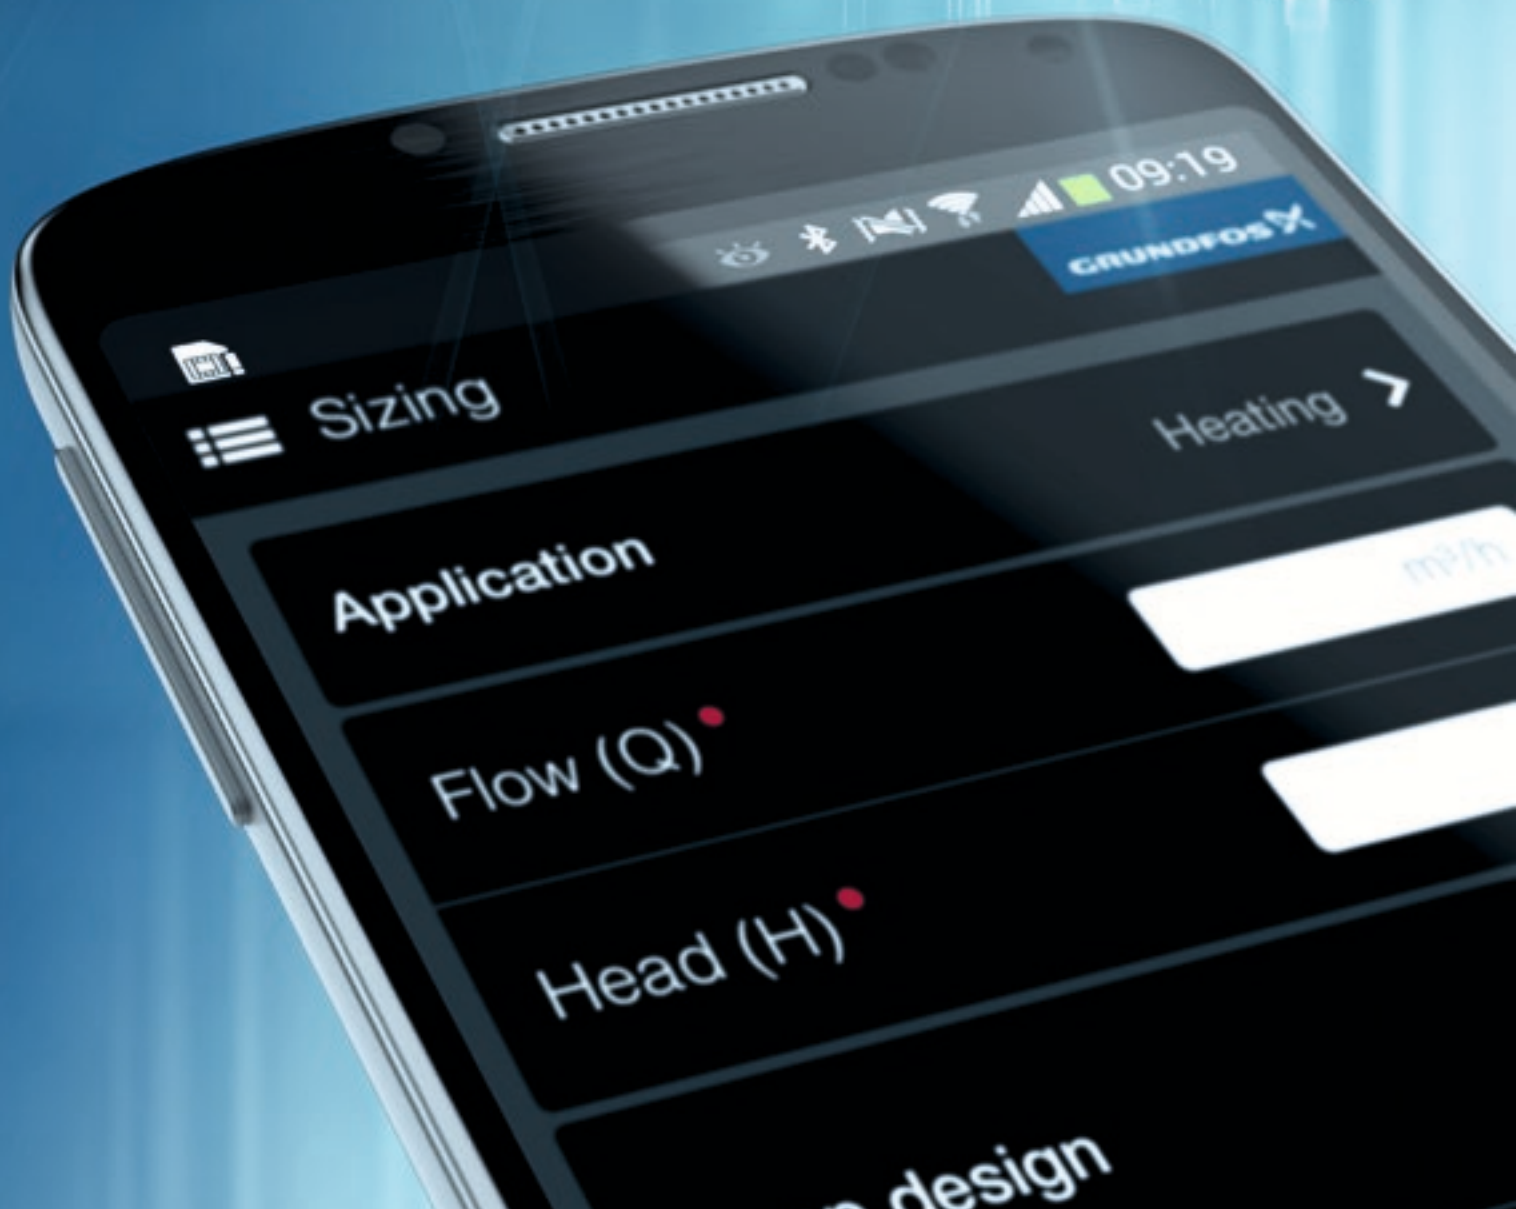 09:19
GRUNDFOS
Sizing
Application Heating
Flow (Q) m³/h
Head (H)
design